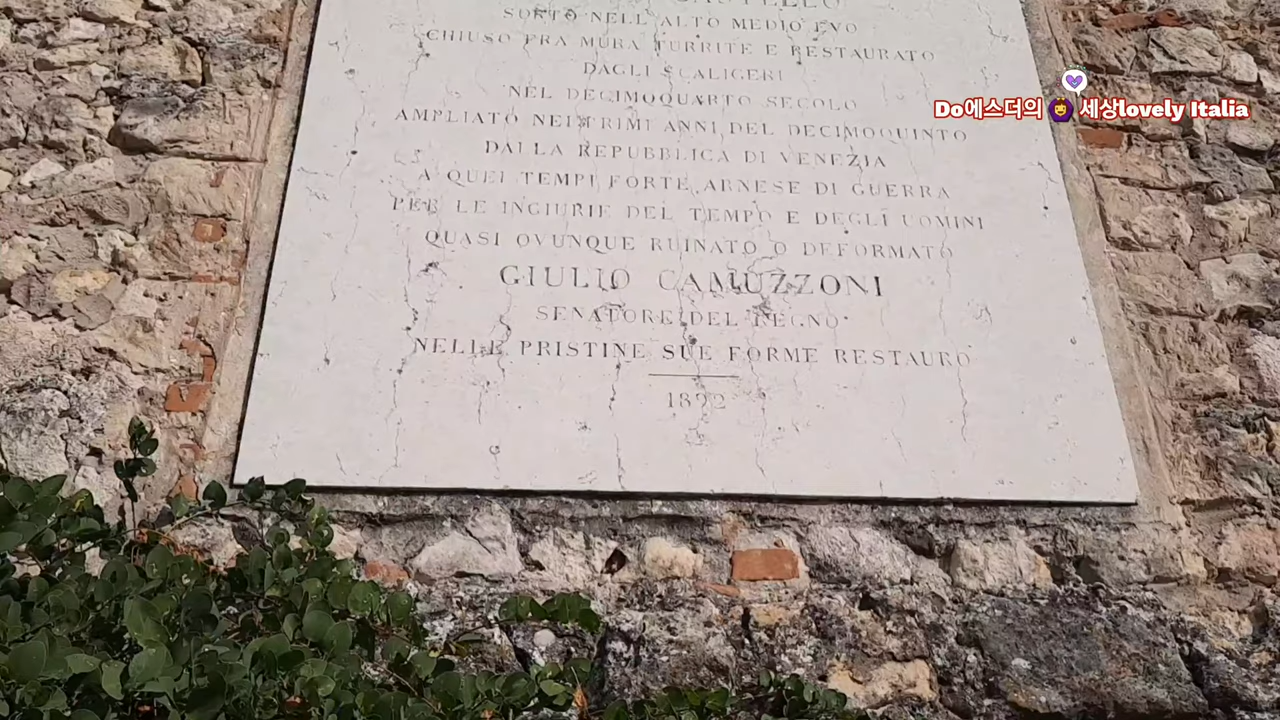 CASTELLO
SORTO NELL'ALTO MEDIO EVO
CHIUSO FRA MURA TURRITE E RESTAURATO
DAGLI SCALIGERI
NEL DECIMOQUARTO SECOLO
AMPLIATO NEI PRIMI ANNI DEL DECIMOQUINTO
DALLA REPUBBLICA DI VENEZIA
A QUEI TEMPI FORTE ARNESE DI GUERRA
PER LE INGIURIE DEL TEMPO E DEGLI UOMINI
QUASI OVUNQUE RUINATO O DEFORMATO
GIULIO CAMUZZONI
SENATORE DEL REGNO
NELLE PRISTINE SUE FORME RESTAURO
Do에스더의 세상lovely Italia